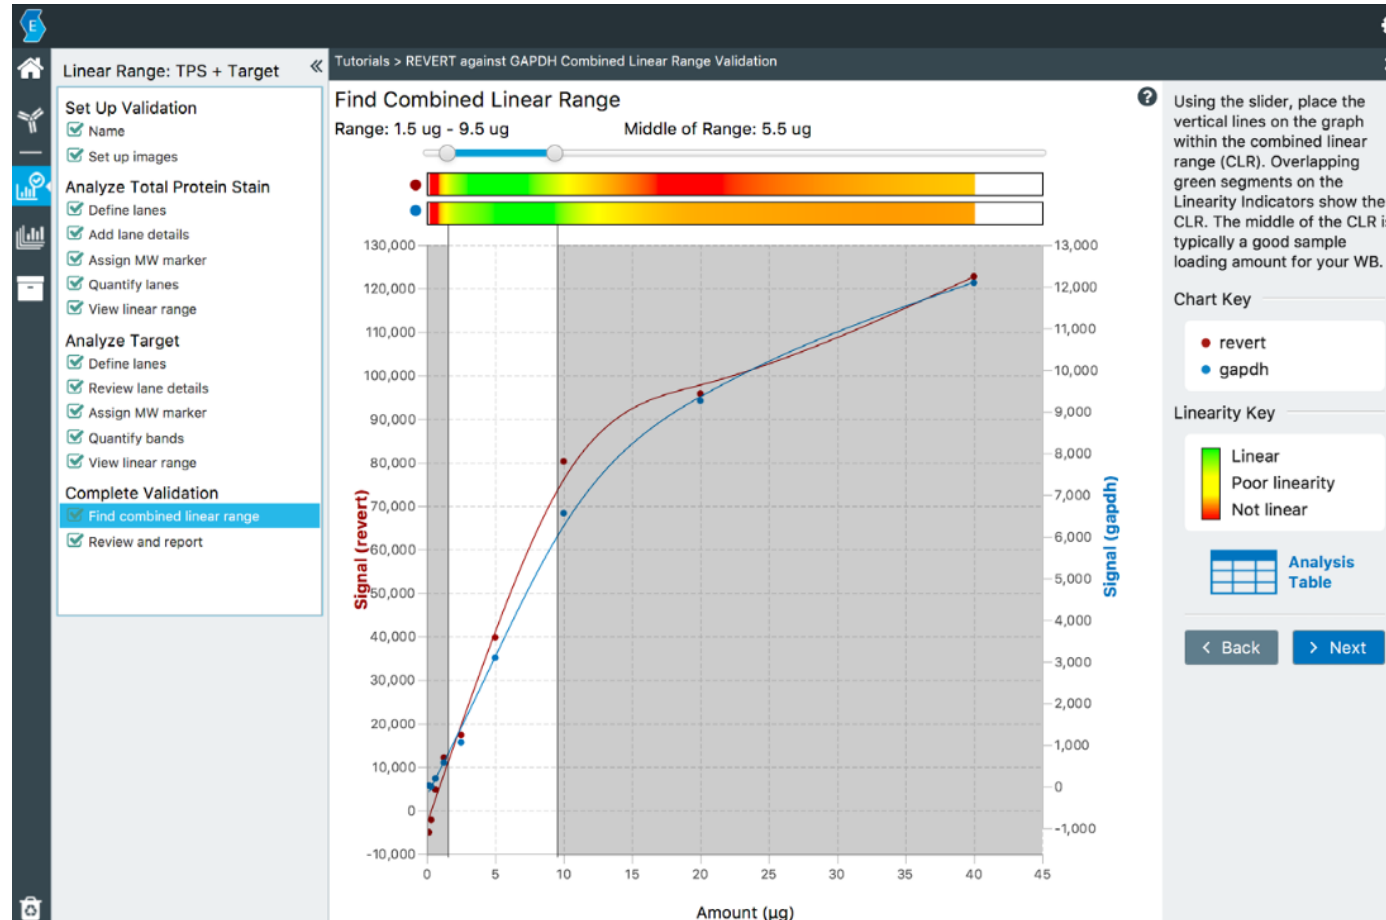 E
Linear Range: TPS + Target
«
Set Up Validation
Name
Set up images
Analyze Total Protein Stain
Define lanes
Add lane details
Assign MW marker
Quantify lanes
View linear range
Analyze Target
Define lanes
Review lane details
Assign MW marker
Quantify bands
View linear range
Complete Validation
Find combined linear range
Review and report
Tutorials > REVERT against GAPDH Combined Linear Range Validation
Find Combined Linear Range
?
Range: 1.5 ug - 9.5 ug
Middle of Range: 5.5 ug
130,000
120,000
110,000
100,000
90,000
80,000
70,000
60,000
50,000
40,000
30,000
20,000
10,000
0
-10,000
Signal (revert)
13,000
12,000
11,000
10,000
9,000
8,000
7,000
6,000
5,000
4,000
3,000
2,000
1,000
0
-1,000
Signal (gapdh)
0 5 10 15 20 25 30 35 40 45
Amount (µg)
Using the slider, place the
vertical lines on the graph
within the combined linear
range (CLR). Overlapping
green segments on the
Linearity Indicators show the
CLR. The middle of the CLR is
typically a good sample
loading amount for your WB.
Chart Key
revert
gapdh
Linearity Key
Linear
Poor linearity
Not linear
Analysis
Table
< Back
> Next